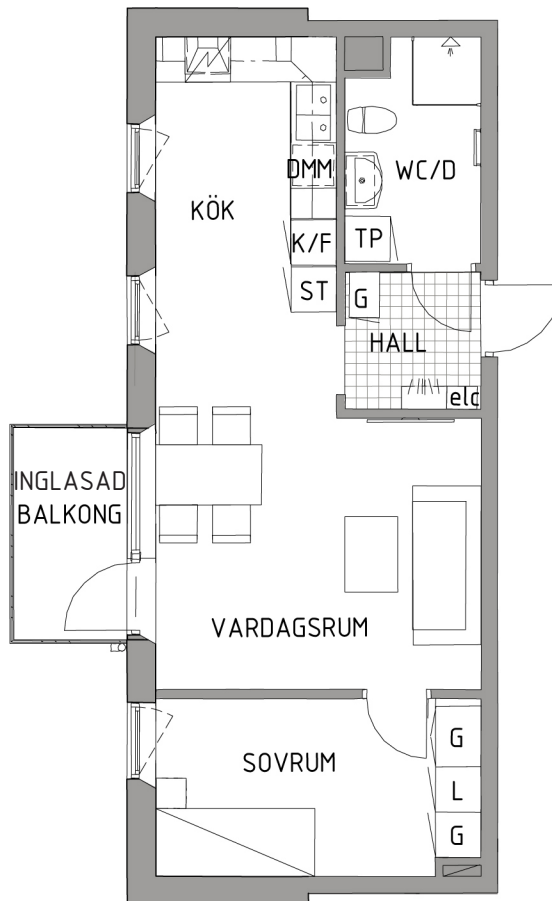 DMM
WC/D
KÖK
K/F
TP
ST
G
HALL
elc
INGLASAD
BALKONG
VARDAGSRUM
SOVRUM
G
L
G